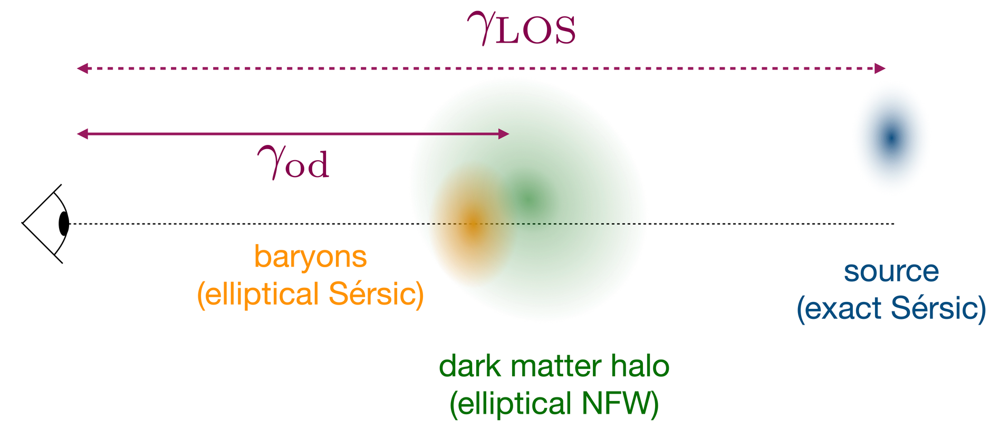 γLOS
γod
baryons
(elliptical Sérsic)
source
(exact Sérsic)
dark matter halo
(elliptical NFW)